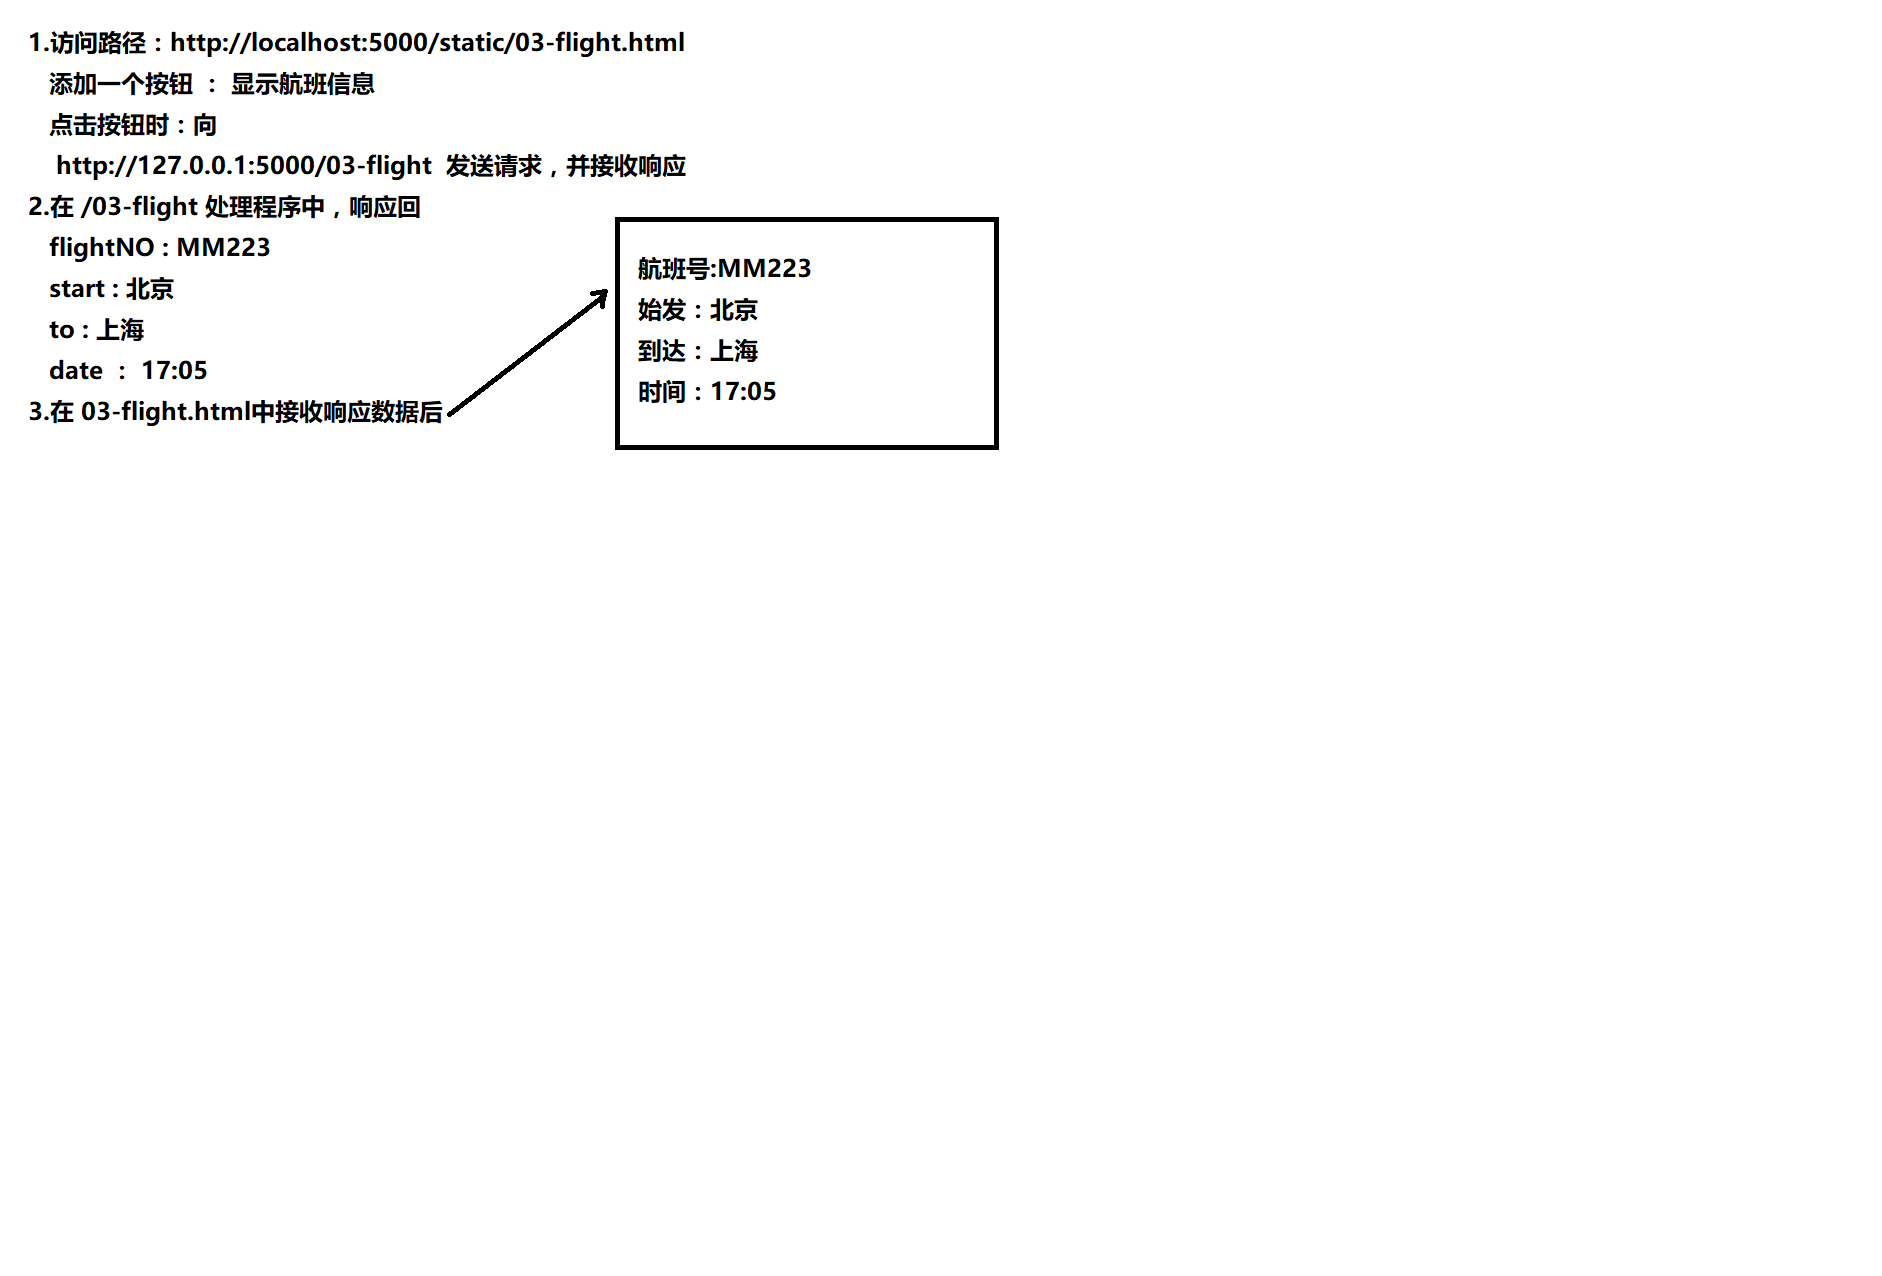 1.访问路径：http://localhost:5000/static/03-flight.html
添加一个按钮 ： 显示航班信息
点击按钮时：向
http://127.0.0.1:5000/03-flight 发送请求，并接收响应
2.在 /03-flight 处理程序中，响应回
flightNO : MM223
start : 北京
to : 上海
date ： 17:05
3.在 03-flight.html中接收响应数据后
航班号:MM223
始发：北京
到达：上海
时间：17:05